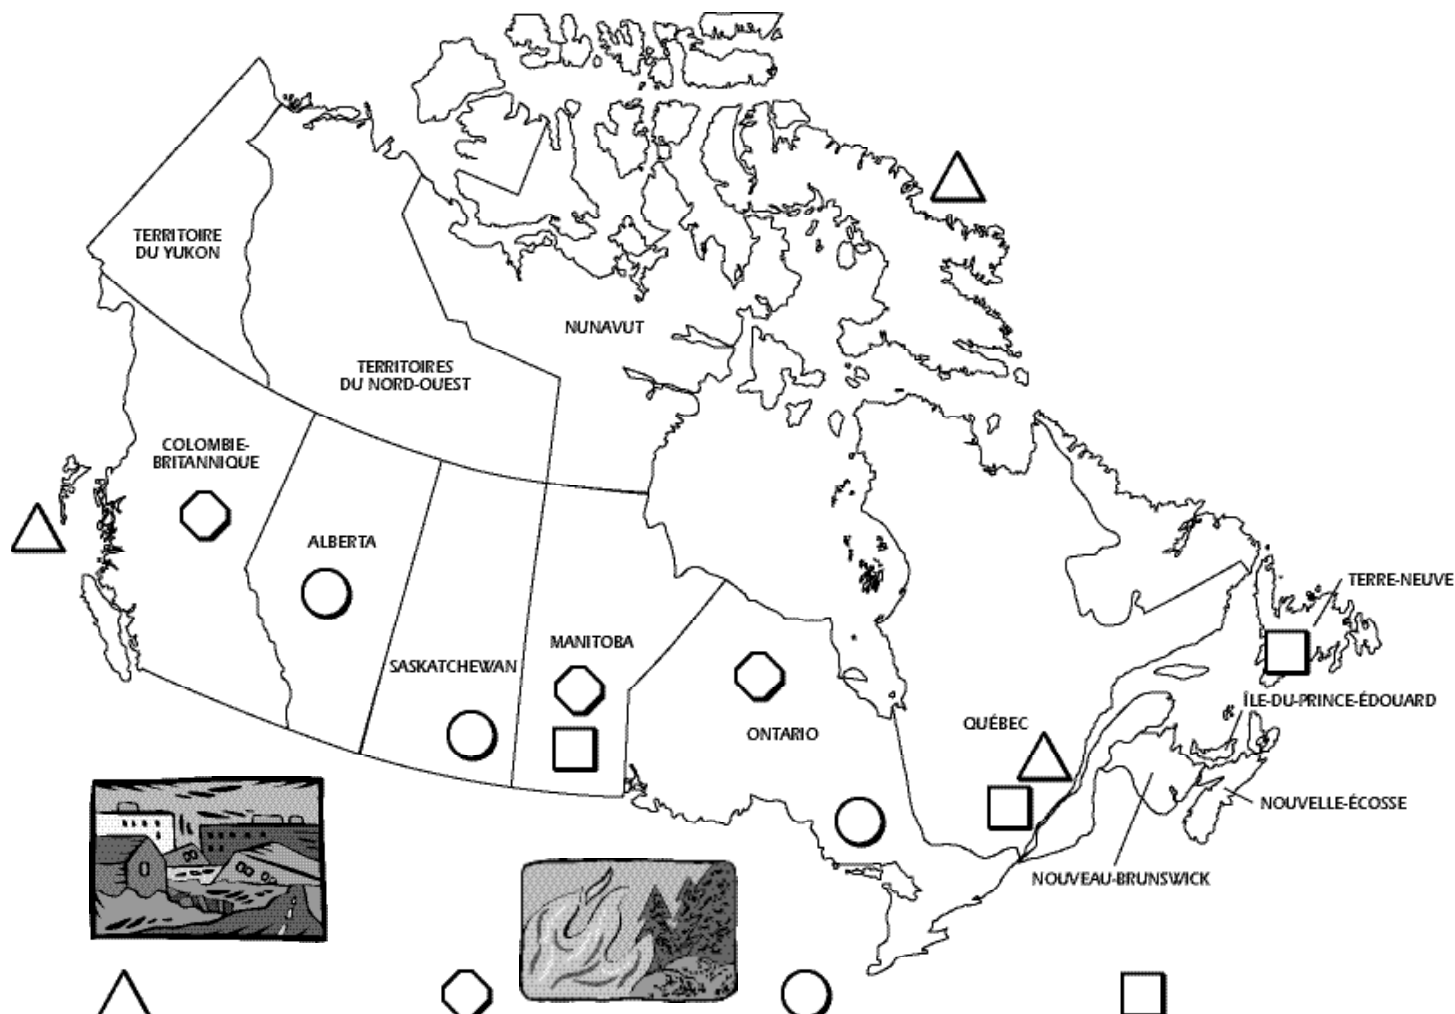 TERRITOIRE
DU YUKON
NUNAVUT
TERRITOIRES
DU NORD-OUEST
COLOMBIE-
BRITANNIQUE
ALBERTA
TERRE-NEUVE
MANITOBA
SASKATCHEWAN
ÎLE-DU-PRINCE-ÉDOUARD
QUÉBEC
ONTARIO
NOUVELLE-ÉCOSSE
NOUVEAU-BRUNSWICK